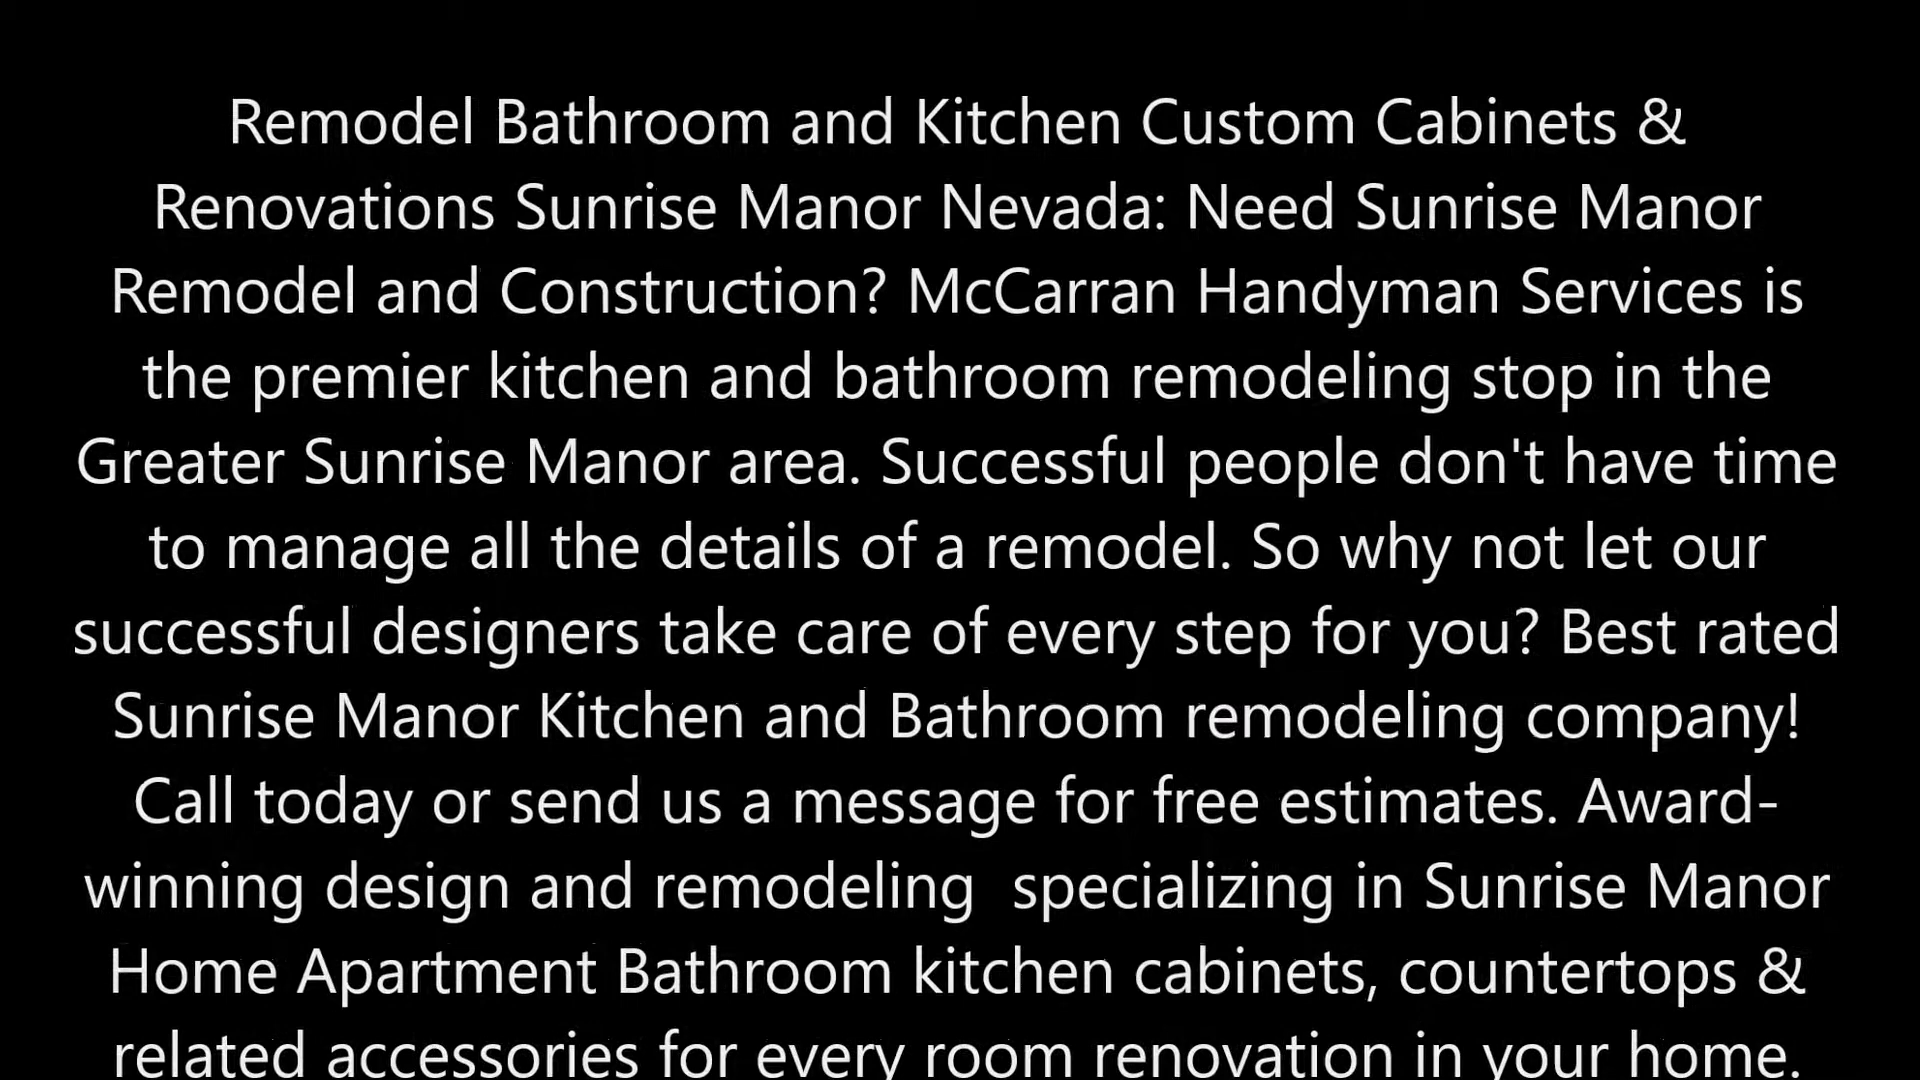 Remodel Bathroom and Kitchen Custom Cabinets &
Renovations Sunrise Manor Nevada: Need Sunrise Manor
Remodel and Construction? McCarran Handyman Services is
the premier kitchen and bathroom remodeling stop in the
Greater Sunrise Manor area. Successful people don't have time
to manage all the details of a remodel. So why not let our
successful designers take care of every step for you? Best rated
Sunrise Manor Kitchen and Bathroom remodeling company!
Call today or send us a message for free estimates. Award-
winning design and remodeling  specializing in Sunrise Manor
Home Apartment Bathroom kitchen cabinets, countertops &
related accessories for every room renovation in your home.